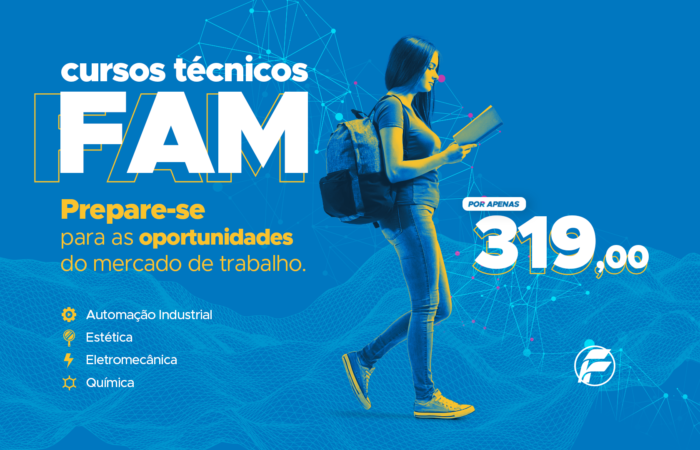 cursos técnicos
FAM
Prepare-se
para as oportunidades
do mercado de trabalho.
Automação Industrial
Estética
Eletromecânica
Química
POR APENAS
319,00